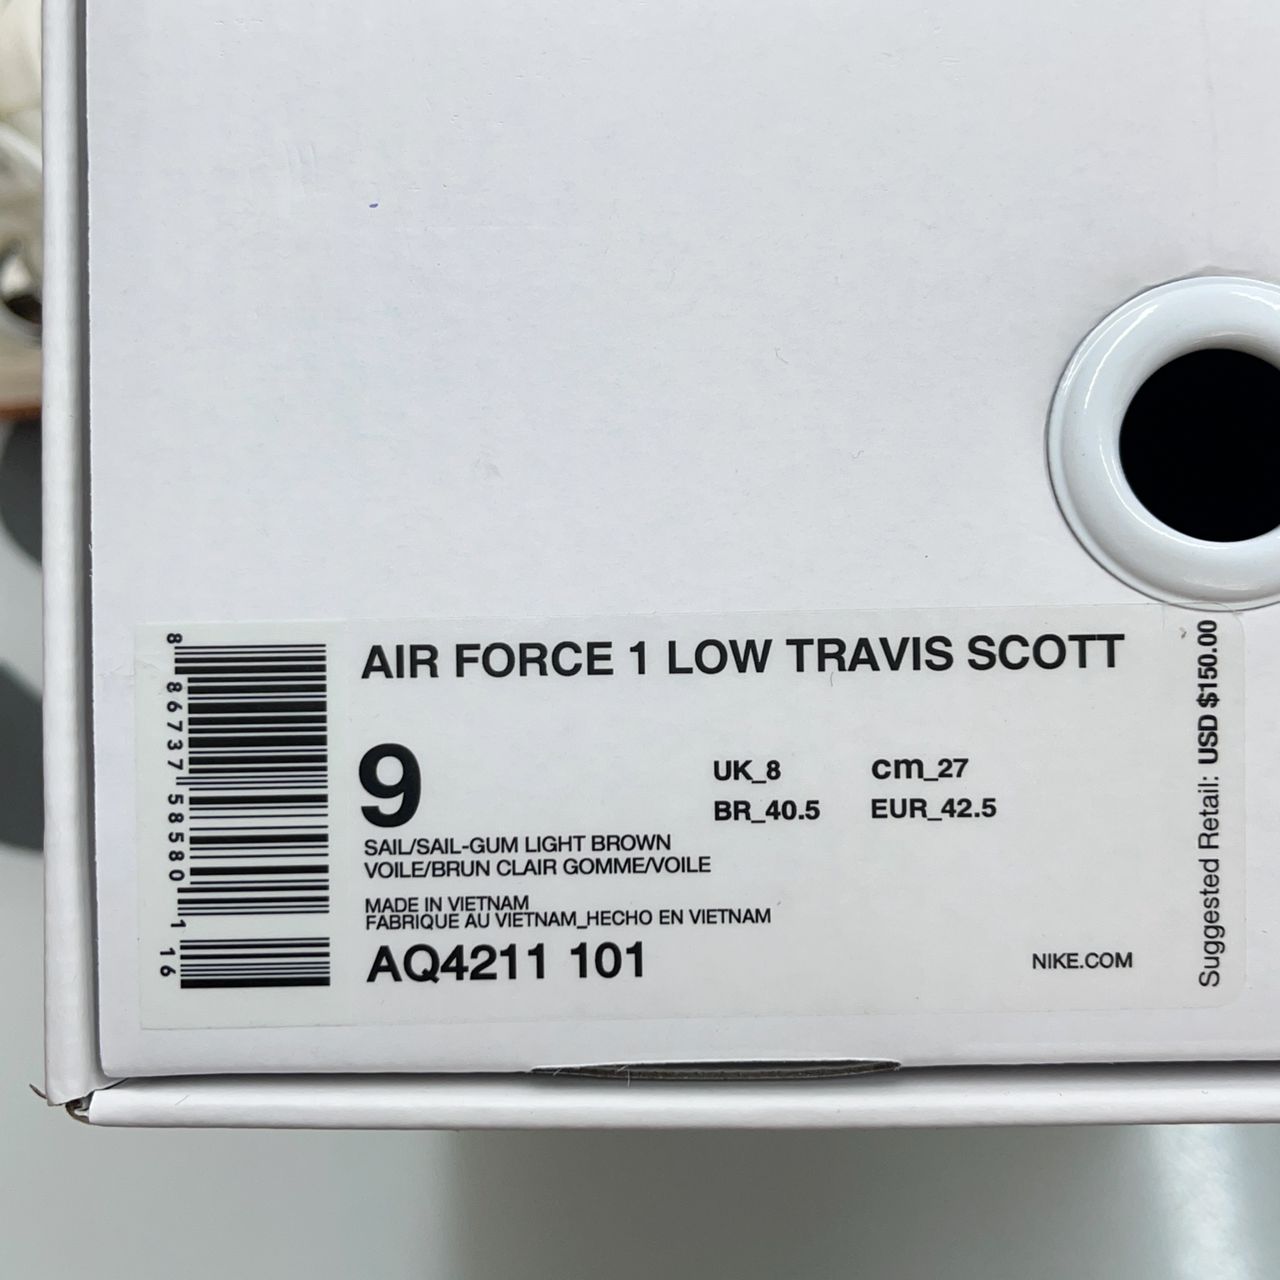 AIR FORCE 1 LOW TRAVIS SCOTT
9
UK_8
cm_27
BR_40.5
EUR_42.5
SAIL/SAIL-GUM LIGHT BROWN
VOILE/BRUN CLAIR GOMME/VOILE
MADE IN VIETNAM
FABRIQUE AU VIETNAM_HECHO EN VIETNAM
AQ4211 101
NIKE.COM
8 86737 58580 1 16
Suggested Retail: USD $150.00